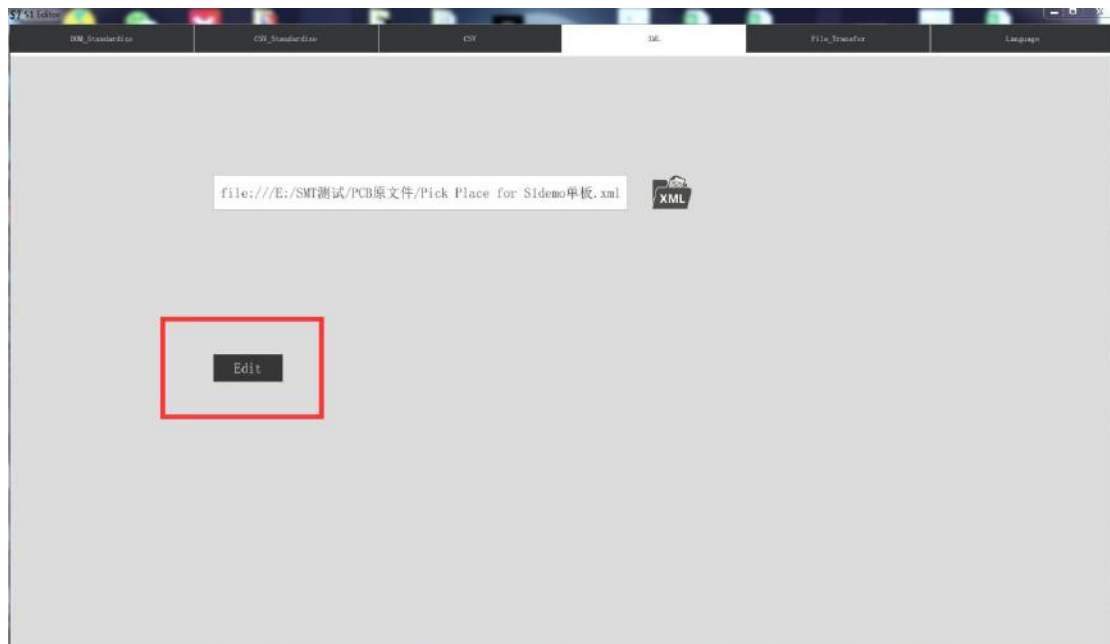 S1 Editor
BOM_Standardize
CSV_Standardize
CSV
XML
File_Transfer
Language
file:///E:/SMT测试/PCB原文件/Pick Place for S1demo单板.xml
XML
Edit